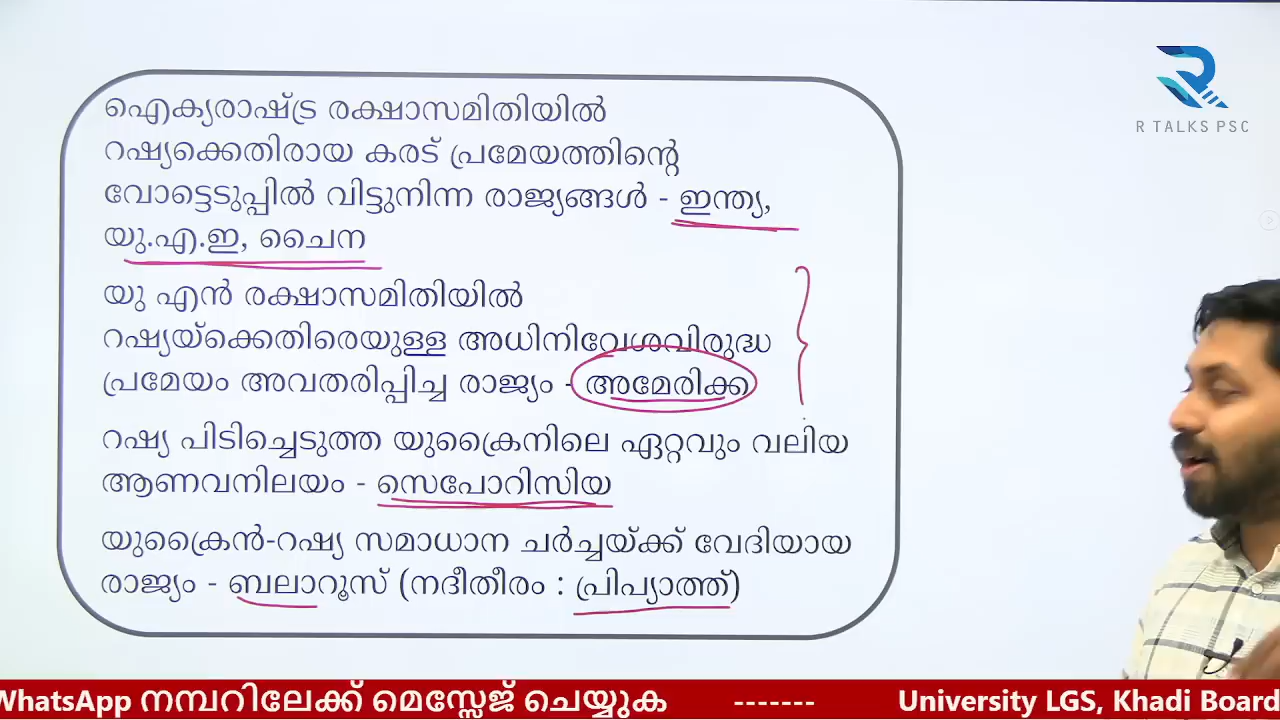 ഐക്യരാഷ്ട്ര രക്ഷാസമിതിയിൽ
റഷ്യക്കെതിരായ കരട് പ്രമേയത്തിന്റെ
വോട്ടെടുപ്പിൽ വിട്ടുനിന്ന രാജ്യങ്ങൾ - ഇന്ത്യ,
യു.എ.ഇ, ചൈന
യു എൻ രക്ഷാസമിതിയിൽ
റഷ്യയ്ക്കെതിരെയുള്ള അധിനിവേശവിരുദ്ധ
പ്രമേയം അവതരിപ്പിച്ച രാജ്യം - അമേരിക്ക
റഷ്യ പിടിച്ചെടുത്ത യുക്രൈനിലെ ഏറ്റവും വലിയ
ആണവനിലയം - സെപോറിസിയ
യുക്രൈൻ-റഷ്യ സമാധാന ചർച്ചയ്ക്ക് വേദിയായ
രാജ്യം - ബലാറൂസ് (നദീതീരം : പ്രിപ്യാത്ത്)
R TALKS PSC
WhatsApp നമ്പറിലേക്ക് മെസ്സേജ് ചെയ്യുക ------- University LGS, Khadi Board